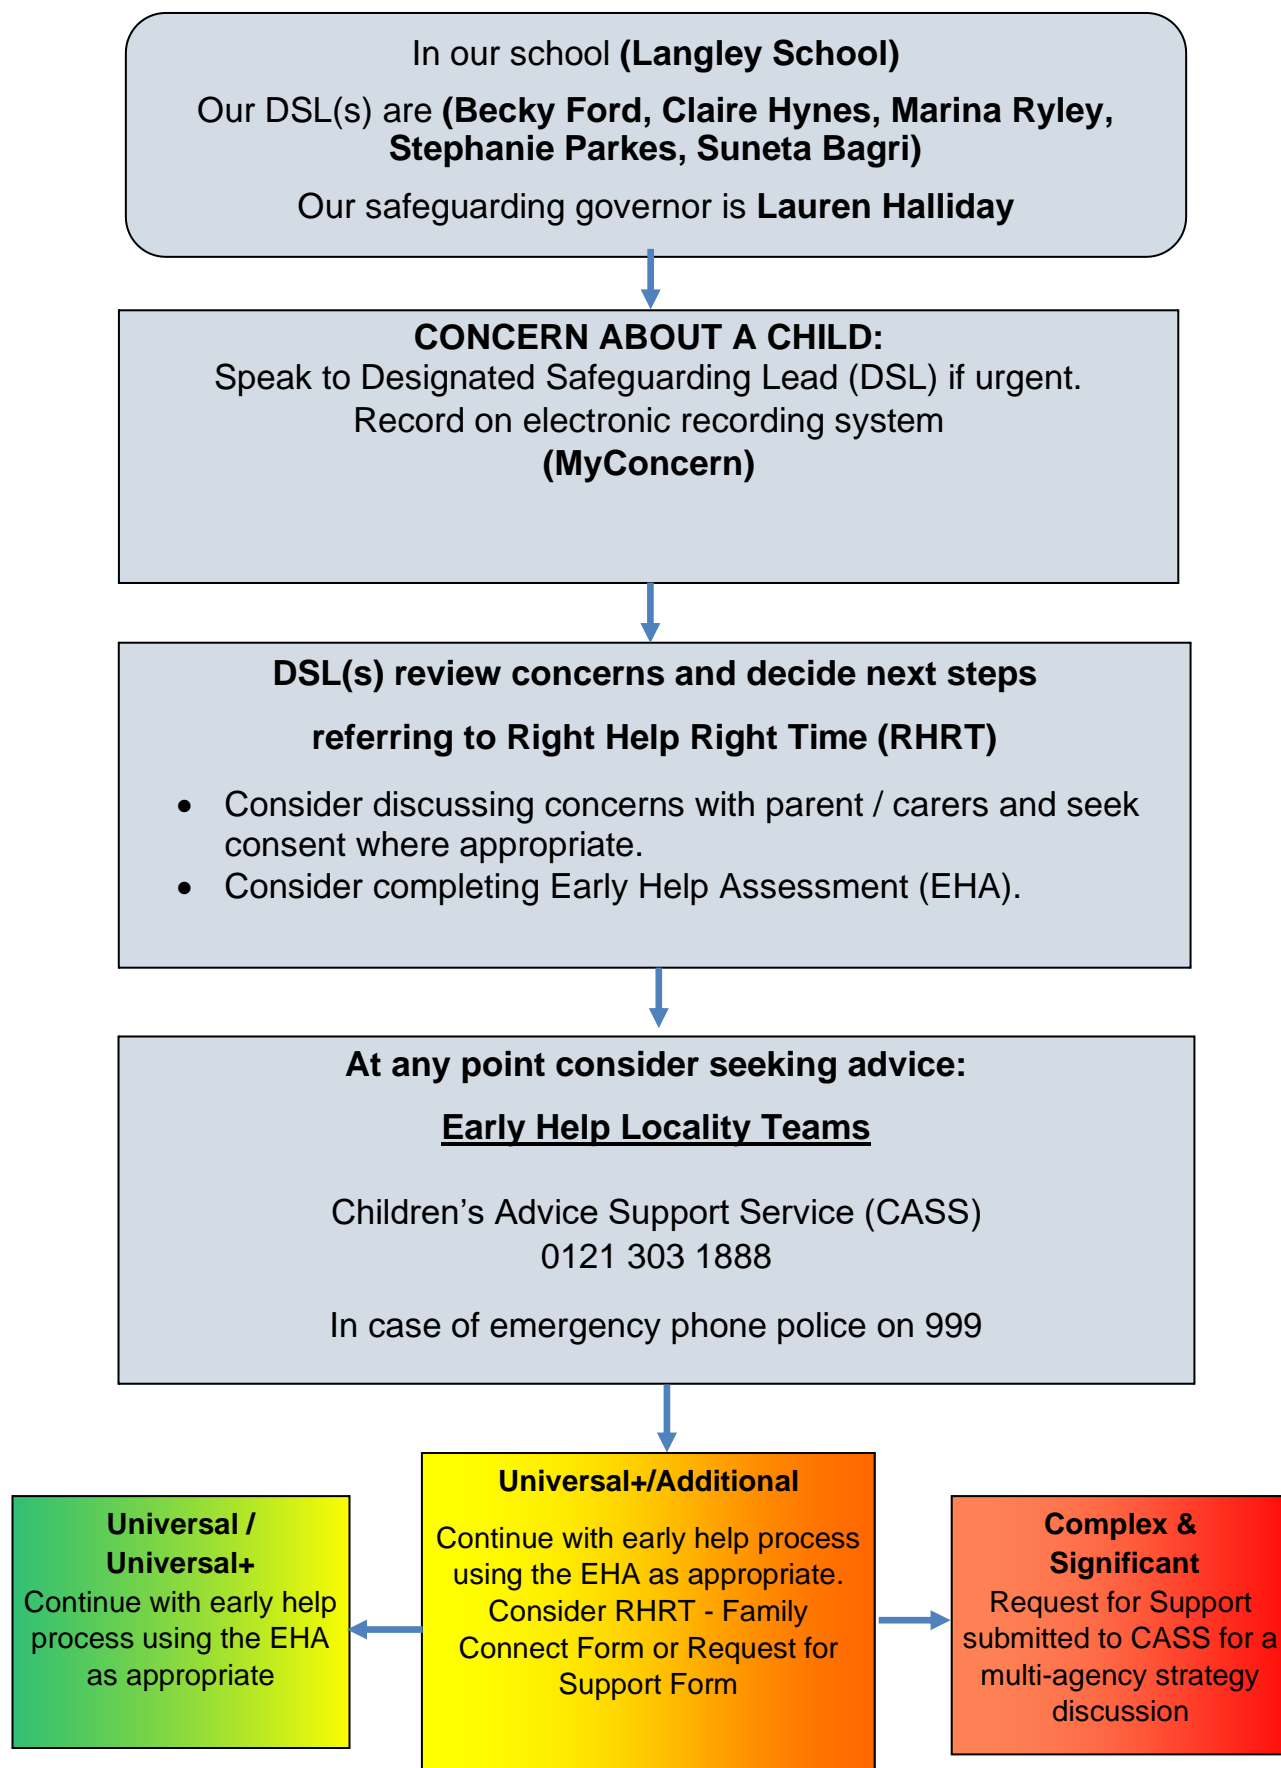 In our school (Langley School)
Our DSL(s) are (Becky Ford, Claire Hynes, Marina Ryley,
Stephanie Parkes, Suneta Bagri)
Our safeguarding governor is Lauren Halliday
CONCERN ABOUT A CHILD:
Speak to Designated Safeguarding Lead (DSL) if urgent.
Record on electronic recording system
(MyConcern)
DSL(s) review concerns and decide next steps
referring to Right Help Right Time (RHRT)
• Consider discussing concerns with parent / carers and seek
consent where appropriate.
• Consider completing Early Help Assessment (EHA).
At any point consider seeking advice:
Early Help Locality Teams
Children’s Advice Support Service (CASS)
0121 303 1888
In case of emergency phone police on 999
Universal /
Universal+
Continue with early help
process using the EHA
as appropriate
Universal+/Additional
Continue with early help process
using the EHA as appropriate.
Consider RHRT - Family
Connect Form or Request for
Support Form
Complex &
Significant
Request for Support
submitted to CASS for a
multi-agency strategy
discussion